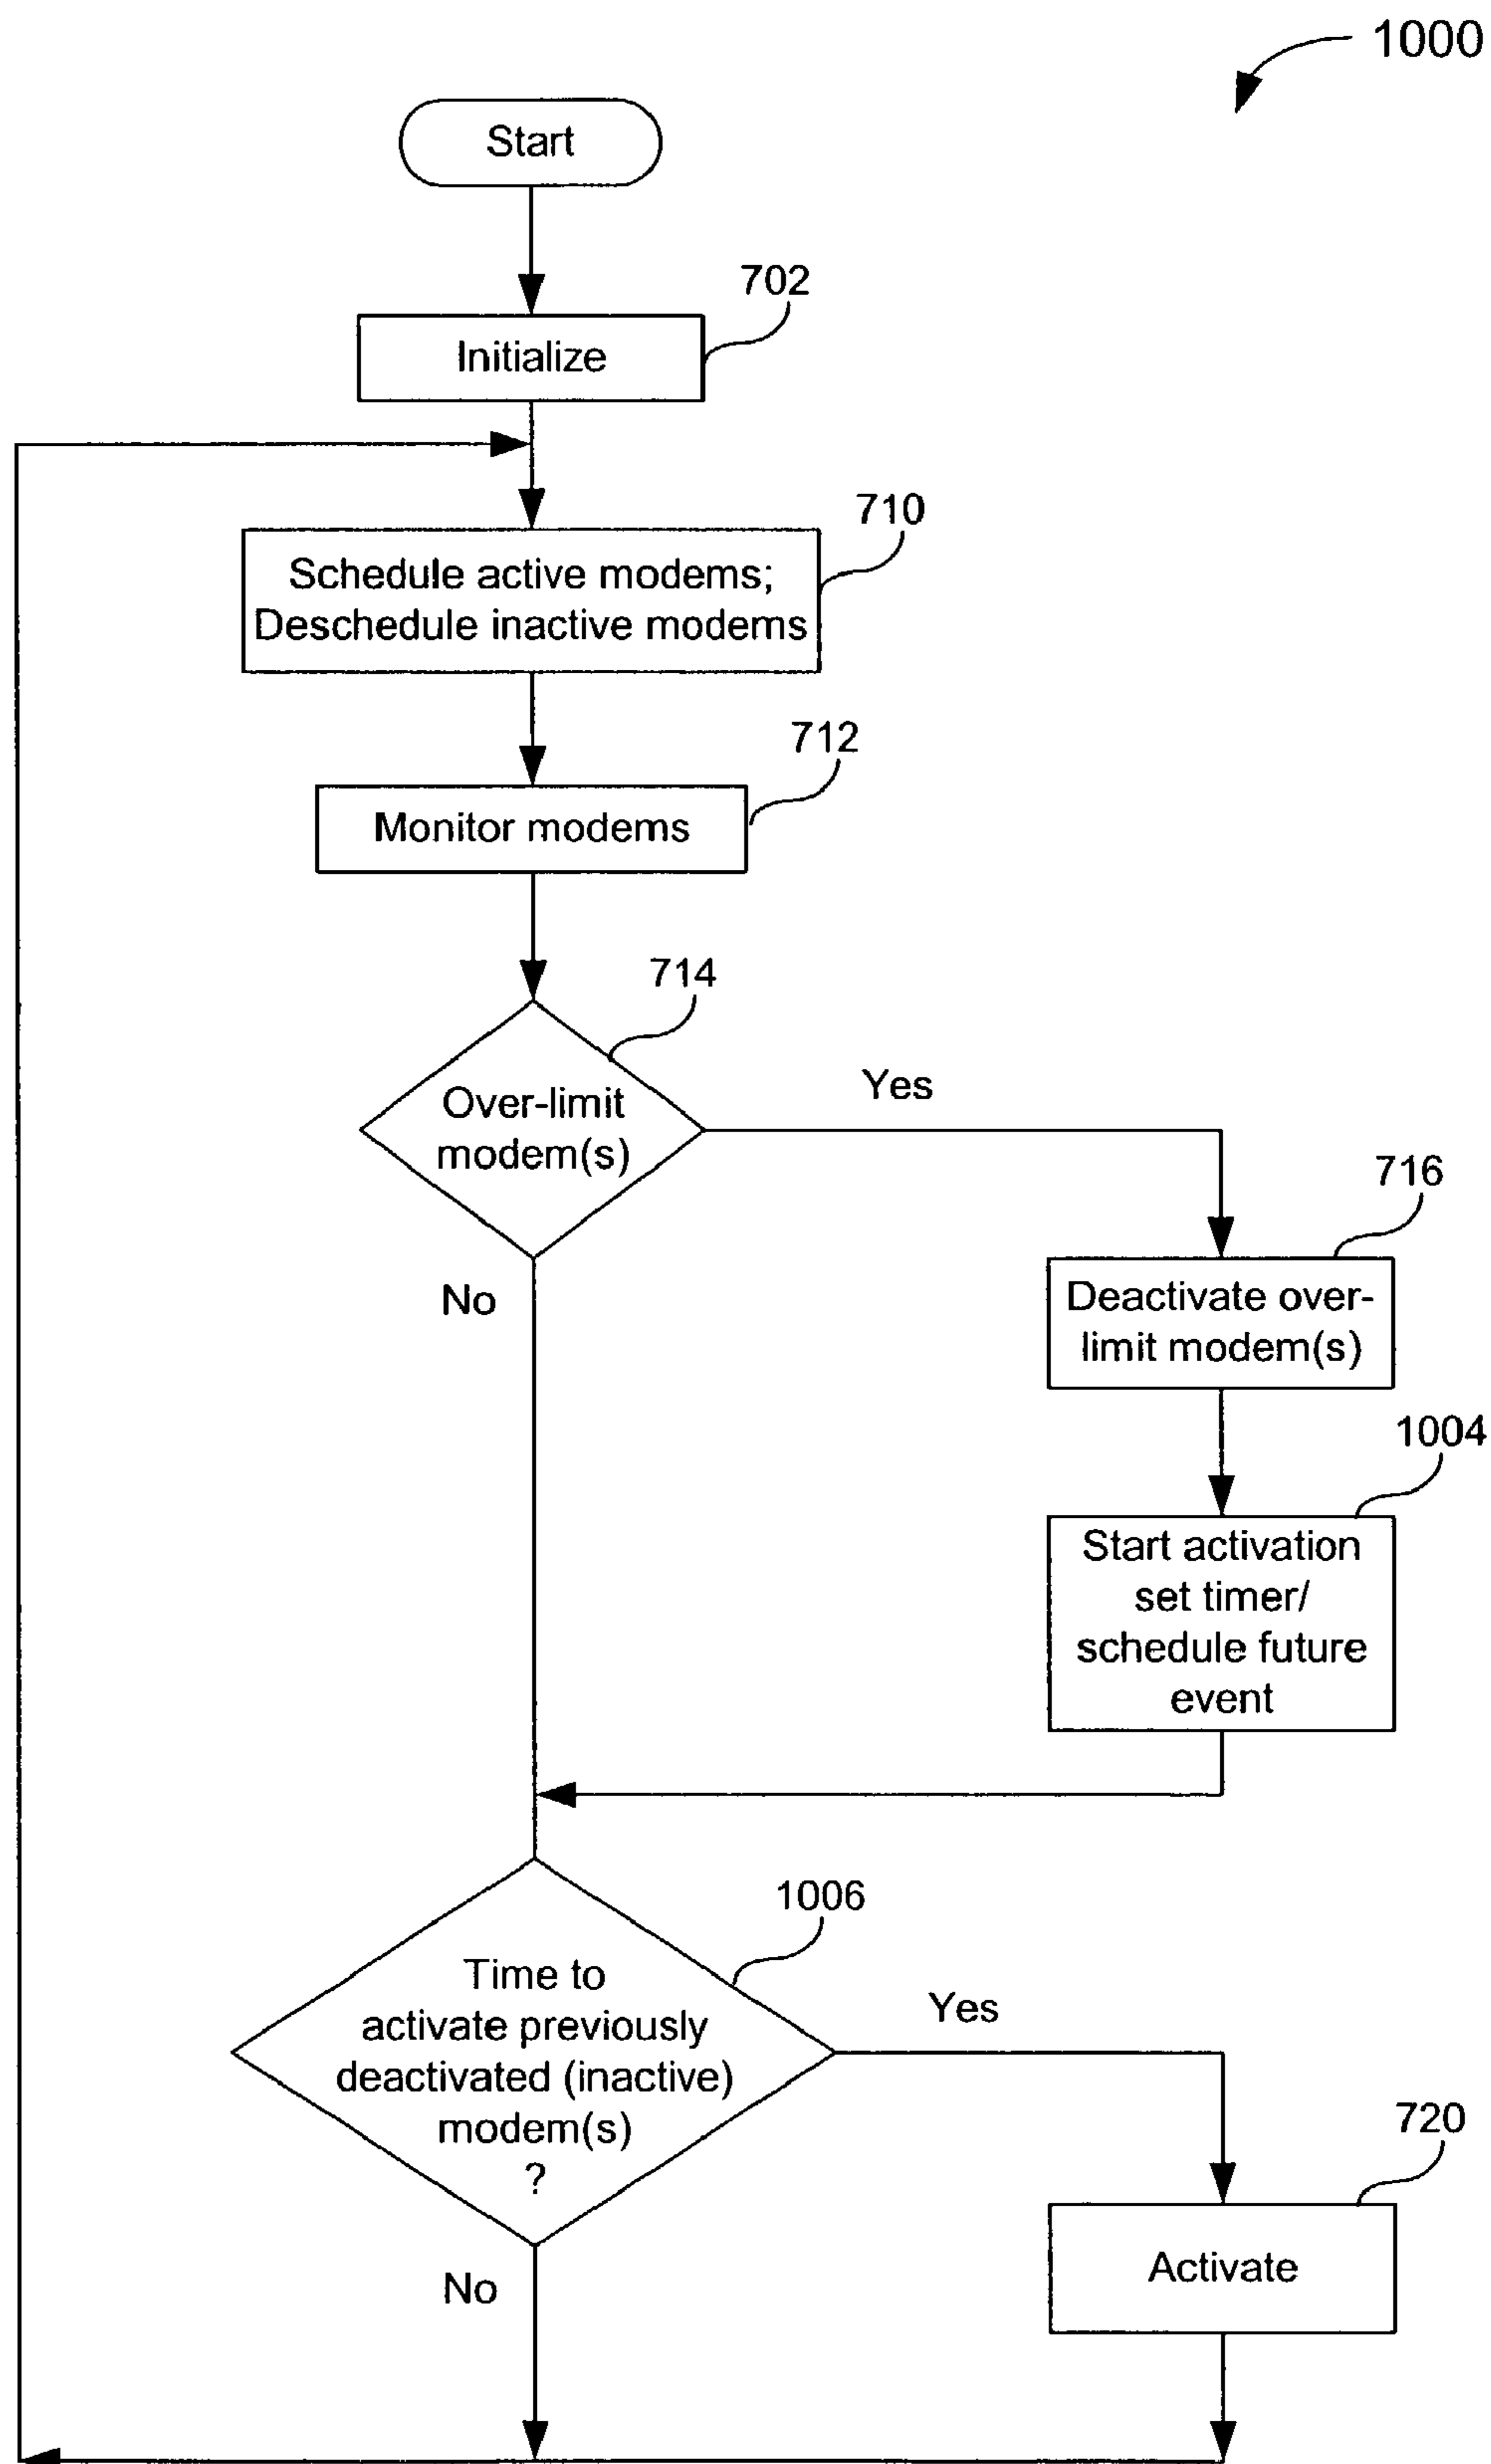 1000
Start
702
Initialize
710
Schedule active modems;
Deschedule inactive modems
712
Monitor modems
714
Over-limit
modem(s)
Yes
No
716
Deactivate over-
limit modem(s)
1004
Start activation
set timer/
schedule future
event
1006
Time to
activate previously
deactivated (inactive)
modem(s)
?
Yes
No
720
Activate